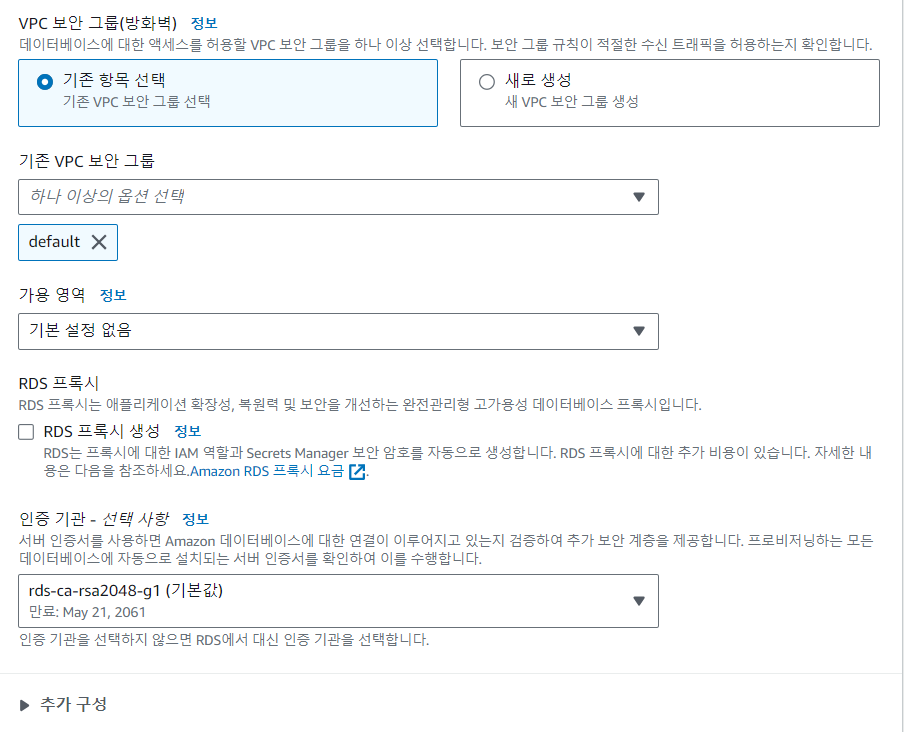 VPC 보안 그룹(방화벽) 정보
데이터베이스에 대한 액세스를 허용할 VPC 보안 그룹을 하나 이상 선택합니다. 보안 그룹 규칙이 적절한 수신 트래픽을 허용하는지 확인합니다.
기존 항목 선택
기존 VPC 보안 그룹 선택
새로 생성
새 VPC 보안 그룹 생성
기존 VPC 보안 그룹
하나 이상의 옵션 선택
default
가용 영역 정보
기본 설정 없음
RDS 프록시
RDS 프록시는 애플리케이션 확장성, 복원력 및 보안을 개선하는 완전관리형 고가용성 데이터베이스 프록시입니다.
RDS 프록시 생성 정보
RDS는 프록시에 대한 IAM 역할과 Secrets Manager 보안 암호를 자동으로 생성합니다. RDS 프록시에 대한 추가 비용이 있습니다. 자세한 내
용은 다음을 참조하세요.Amazon RDS 프록시 요금.
인증 기관 - 선택 사항 정보
서버 인증서를 사용하면 Amazon 데이터베이스에 대한 연결이 이루어지고 있는지 검증하여 추가 보안 계층을 제공합니다. 프로비저닝하는 모든
데이터베이스에 자동으로 설치되는 서버 인증서를 확인하여 이를 수행합니다.
rds-ca-rsa2048-g1 (기본값)
만료: May 21, 2061
인증 기관을 선택하지 않으면 RDS에서 대신 인증 기관을 선택합니다.
추가 구성